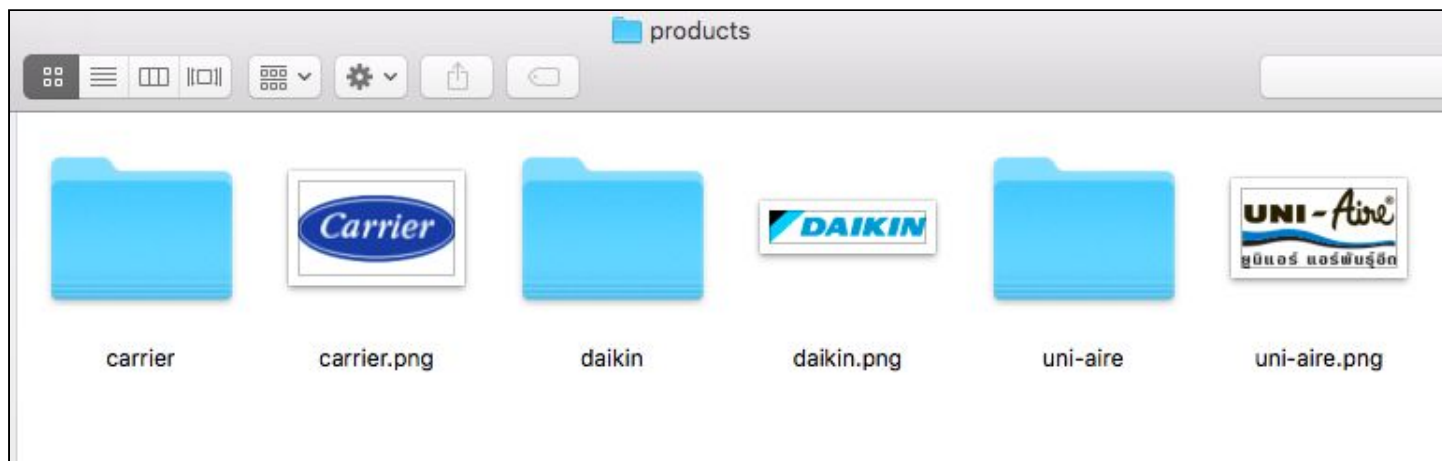 products
Carrier
DAIKIN
UNI-Aire®
ยูนิแอร์ แอร์พันธุ์อึด
carrier
carrier.png
daikin
daikin.png
uni-aire
uni-aire.png